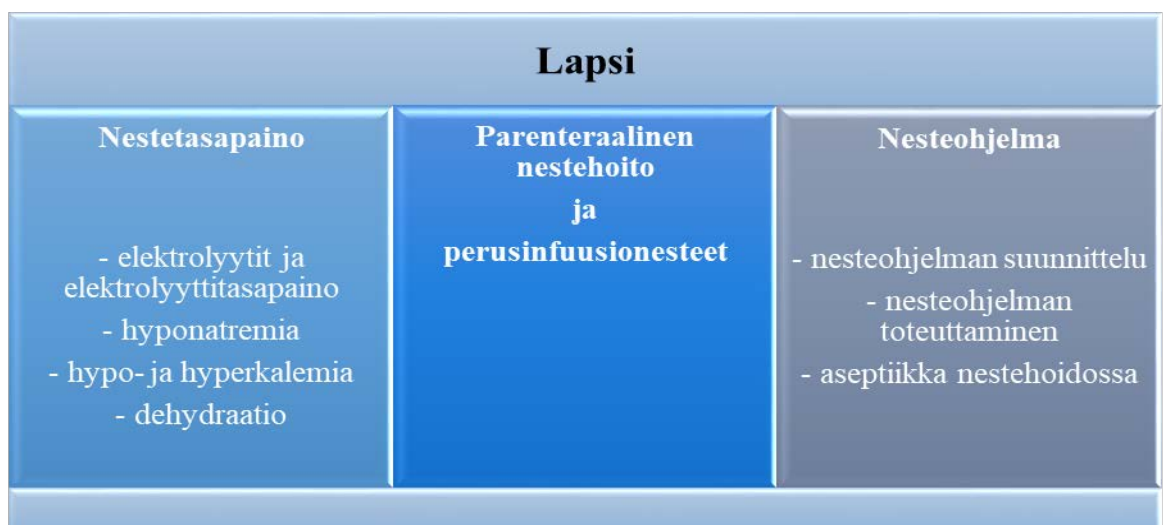 Lapsi
Nestetasapaino
- elektrolyytit ja
elektrolyyttitasapaino
- hyponatremia
- hypo- ja hyperkalemia
- dehydraatio
Parenteraalinen
nestehoito
ja
perusinfuusionesteet
Nesteohjelma
- nesteohjelman suunnittelu
- nesteohjelman
toteuttaminen
- aseptiikka nestehoidossa